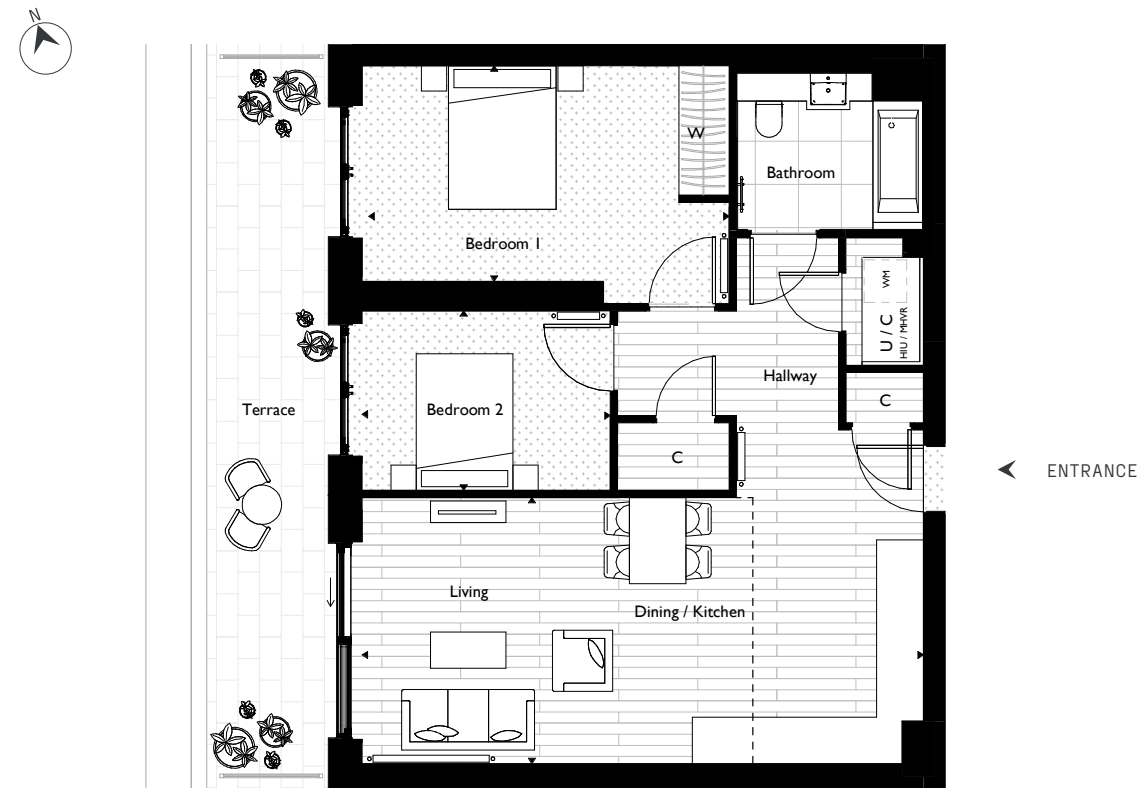 N
W
Bathroom
Bedroom 1
WM
U / C
HIU / MHVR
Hallway
C
Terrace
Bedroom 2
C
ENTRANCE
Living
Dining / Kitchen